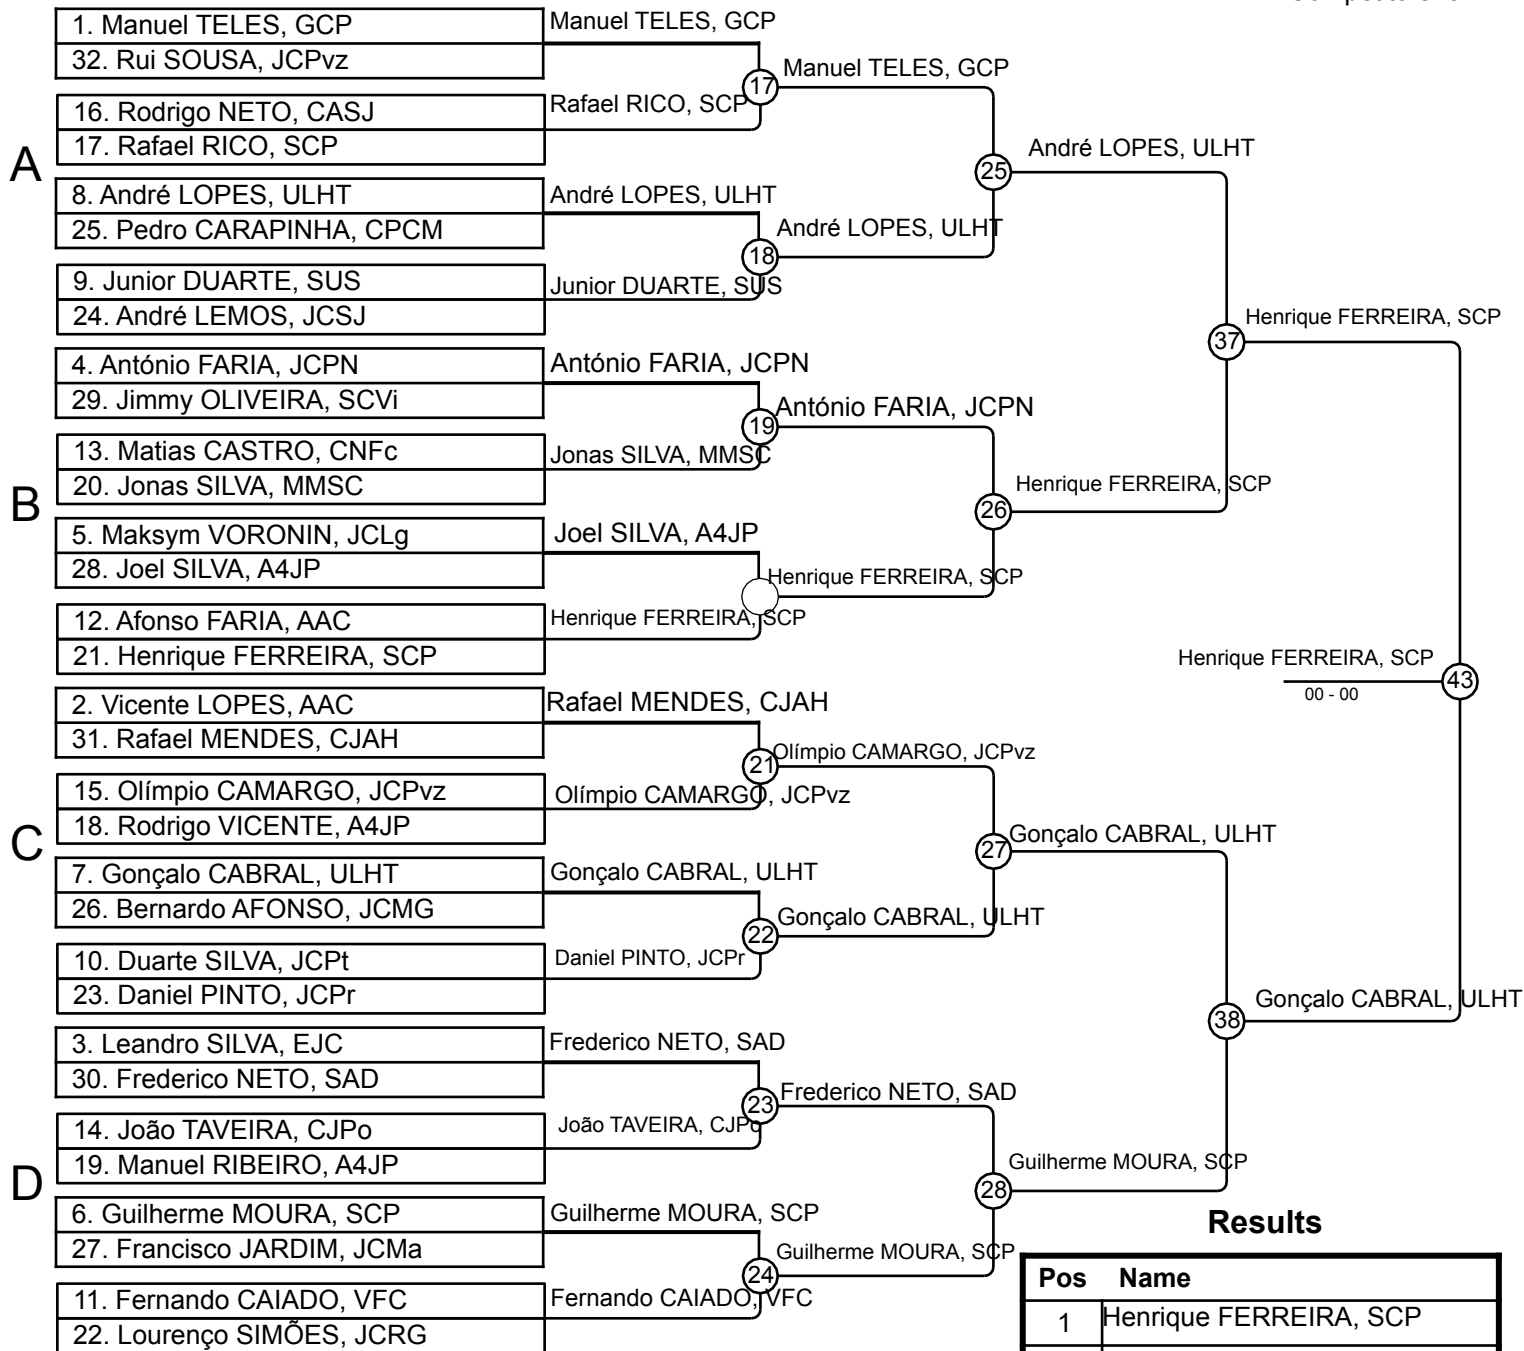 1. Manuel TELES, GCP
32. Rui SOUSA, JCPvz
16. Rodrigo NETO, CASJ
17. Rafael RICO, SCP
A
8. André LOPES, ULHT
25. Pedro CARAPINHA, CPCM
9. Junior DUARTE, SUS
24. André LEMOS, JCSJ
4. António FARIA, JCPN
29. Jimmy OLIVEIRA, SCVi
13. Matias CASTRO, CNFc
20. Jonas SILVA, MMSC
B
5. Maksym VORONIN, JCLg
28. Joel SILVA, A4JP
12. Afonso FARIA, AAC
21. Henrique FERREIRA, SCP
2. Vicente LOPES, AAC
31. Rafael MENDES, CJAH
15. Olímpio CAMARGO, JCPvz
18. Rodrigo VICENTE, A4JP
C
7. Gonçalo CABRAL, ULHT
26. Bernardo AFONSO, JCMG
10. Duarte SILVA, JCPt
23. Daniel PINTO, JCPr
3. Leandro SILVA, EJC
30. Frederico NETO, SAD
14. João TAVEIRA, CJPo
19. Manuel RIBEIRO, A4JP
D
6. Guilherme MOURA, SCP
27. Francisco JARDIM, JCMa
11. Fernando CAIADO, VFC
22. Lourenço SIMÕES, JCRG
Manuel TELES, GCP
17
Rafael RICO, SCP
André LOPES, ULHT
18
Junior DUARTE, SUS
António FARIA, JCPN
19
Jonas SILVA, MMSC
Joel SILVA, A4JP
Henrique FERREIRA, SCP
Rafael MENDES, CJAH
21
Olímpio CAMARGO, JCPvz
Gonçalo CABRAL, ULHT
22
Daniel PINTO, JCPr
Frederico NETO, SAD
23
João TAVEIRA, CJPo
Guilherme MOURA, SCP
24
Fernando CAIADO, VFC
Manuel TELES, GCP
25
André LOPES, ULHT
António FARIA, JCPN
26
Henrique FERREIRA, SCP
Olímpio CAMARGO, JCPvz
27
Gonçalo CABRAL, ULHT
Frederico NETO, SAD
28
Guilherme MOURA, SCP
André LOPES, ULHT
37
Henrique FERREIRA, SCP
Gonçalo CABRAL, ULHT
38
Guilherme MOURA, SCP
Henrique FERREIRA, SCP
Henrique FERREIRA, SCP
43
00 - 00
Gonçalo CABRAL, ULHT
Results
Pos Name
1 Henrique FERREIRA, SCP